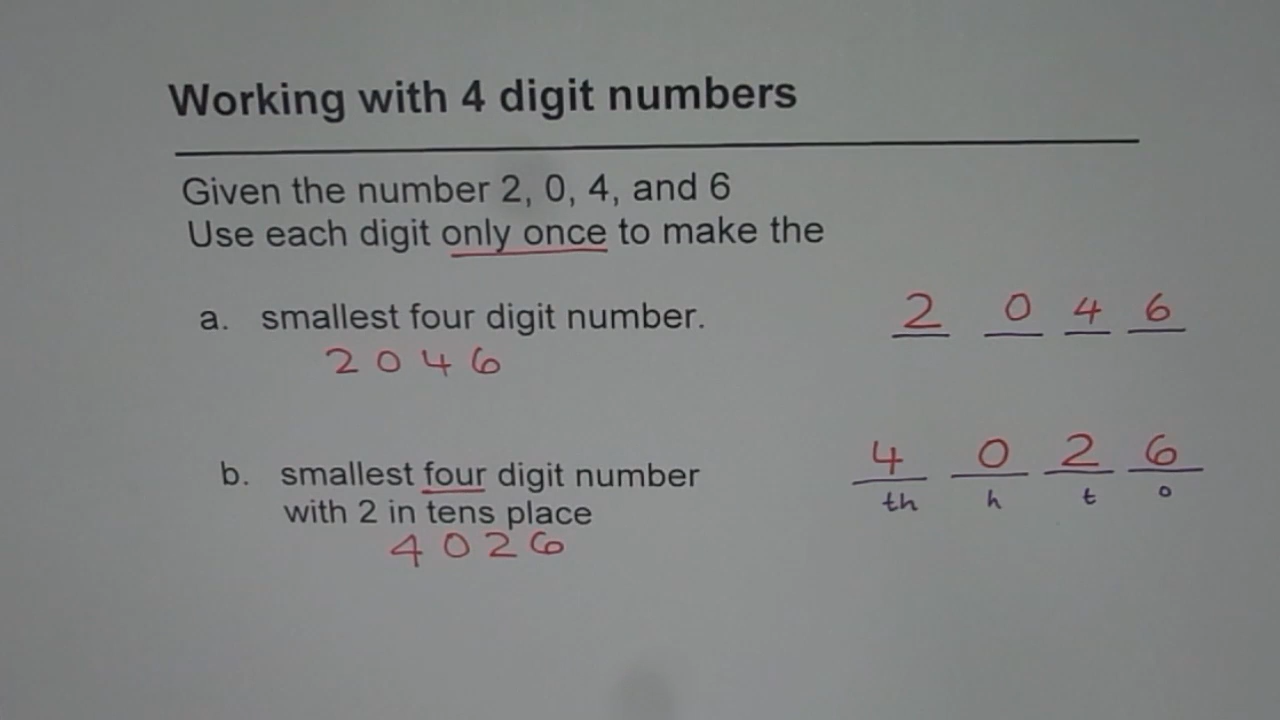 Working with 4 digit numbers
Given the number 2, 0, 4, and 6
Use each digit only once to make the
a. smallest four digit number.
2 0 4 6
2 0 4 6
b. smallest four digit number
with 2 in tens place
4 0 2 6
4 0 2 6
th h t o